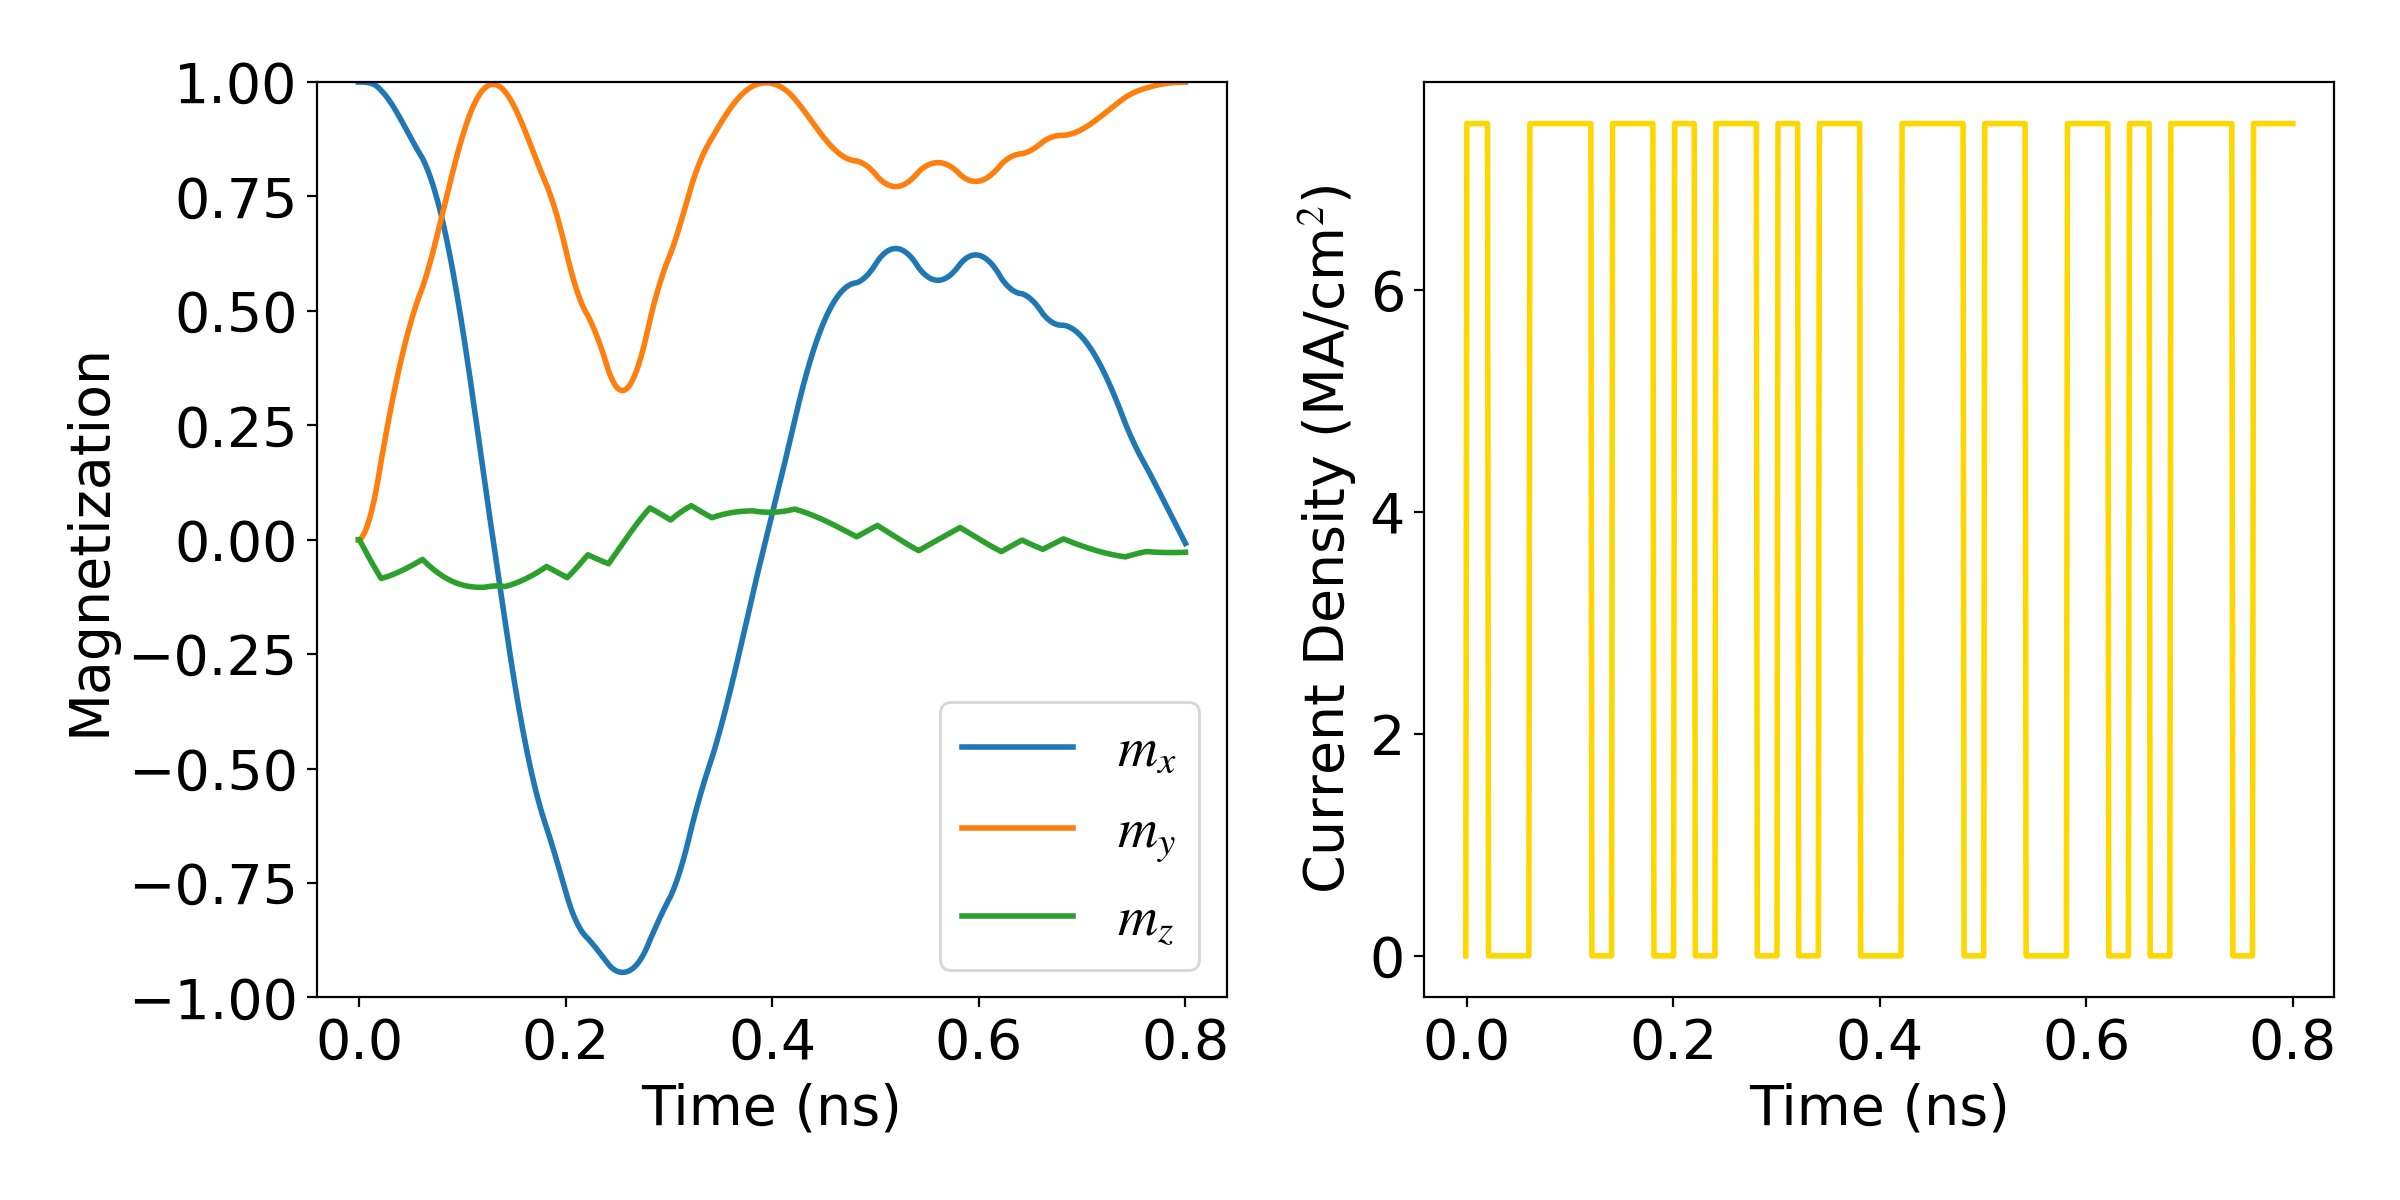 1.00
0.75
0.50
0.25
0.00
−0.25
−0.50
−0.75
−1.00
Magnetization
0.0 0.2 0.4 0.6 0.8
Time (ns)
m_x
m_y
m_z
6
4
2
0
Current Density (MA/cm²)
0.0 0.2 0.4 0.6 0.8
Time (ns)